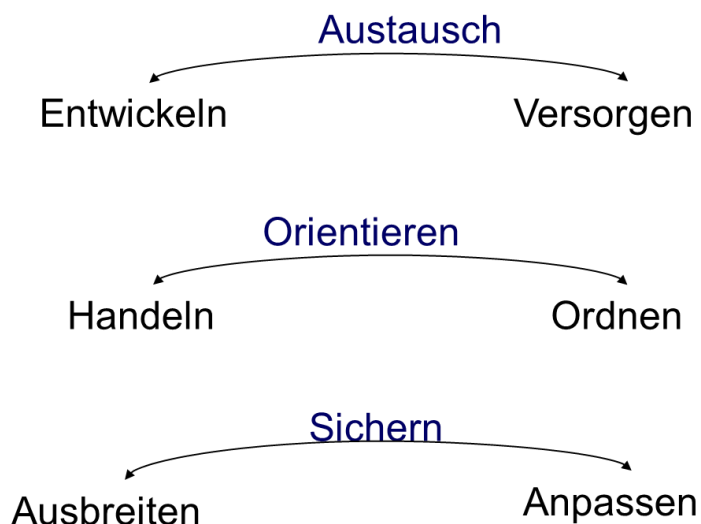 Austausch
Entwickeln Versorgen
Orientieren
Handeln Ordnen
Sichern
Ausbreiten Anpassen